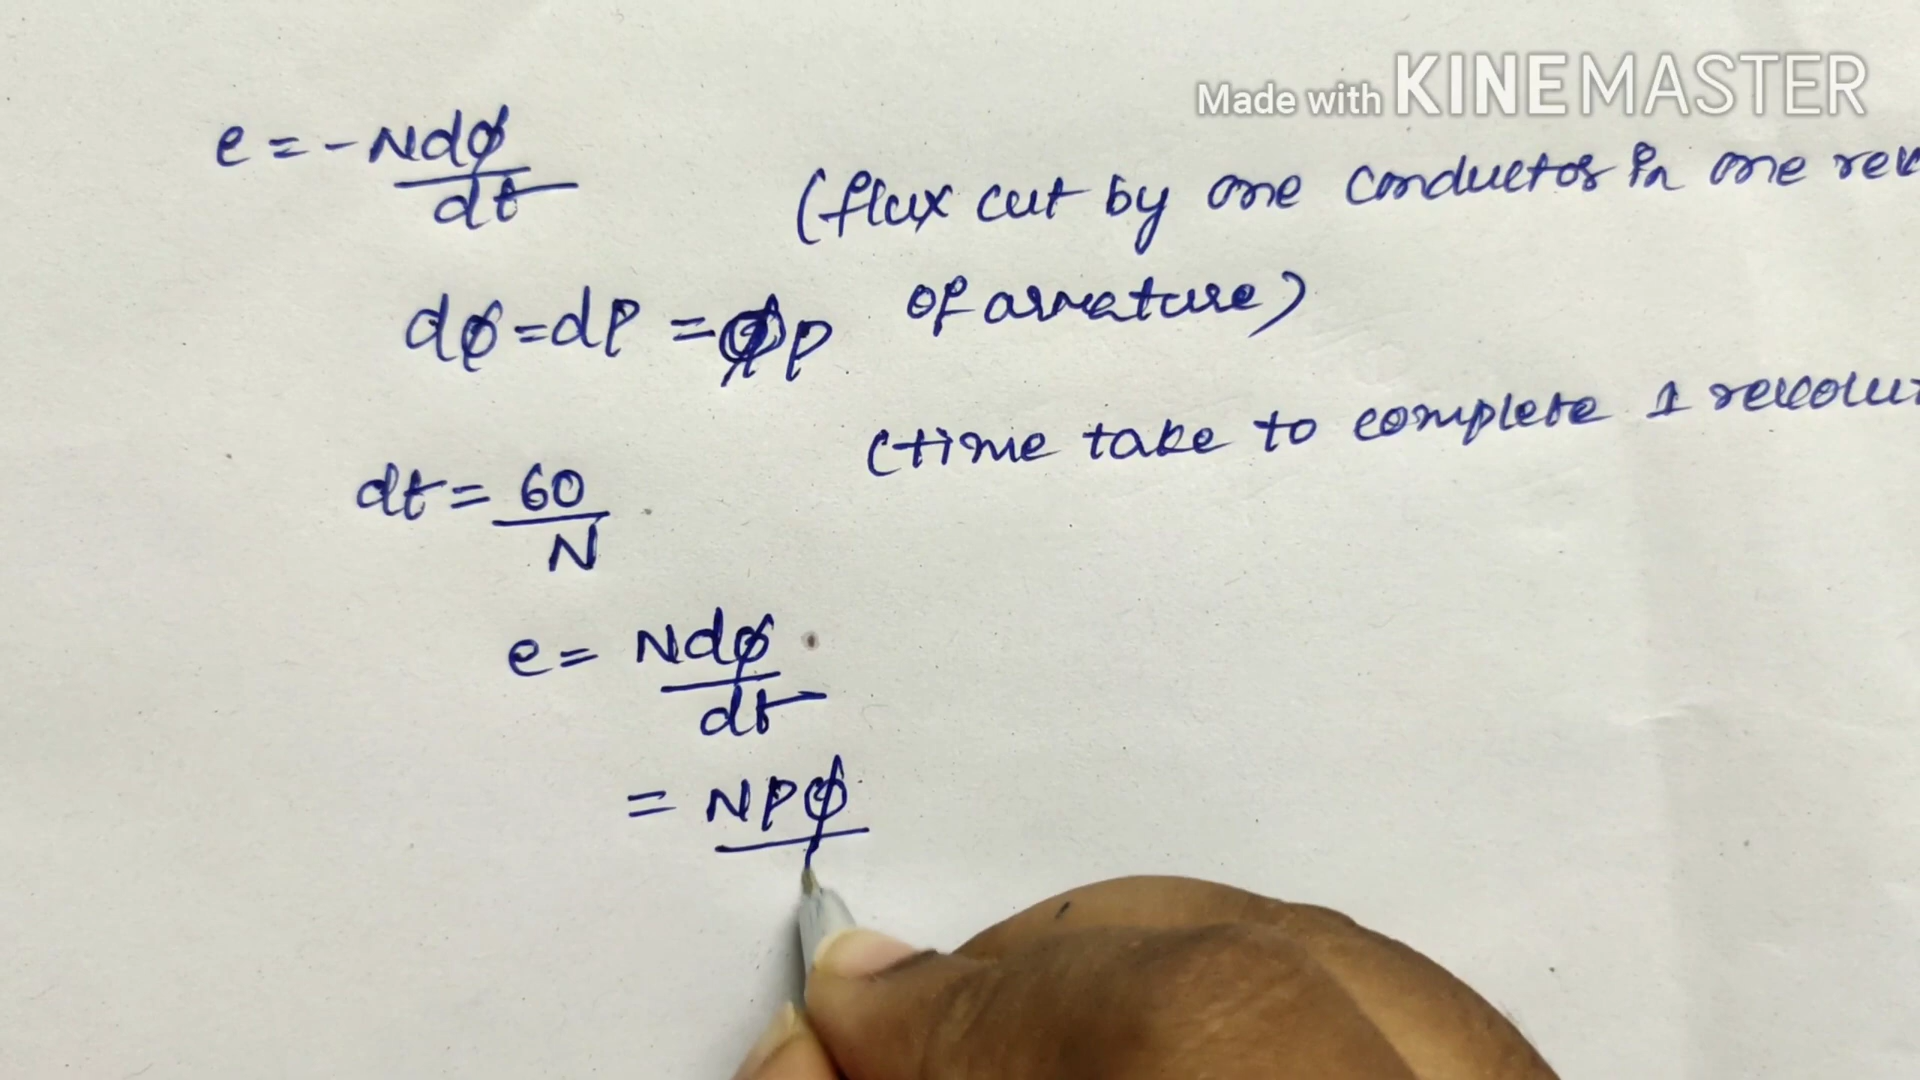 Made with KINEMASTER
e = - Ndφ
dt
(flux cut by one conductor in one rev
dφ = dP = φP of armature)
(time take to complete 1 revolut
dt = 60
N
e = Ndφ
dt
= NPφ